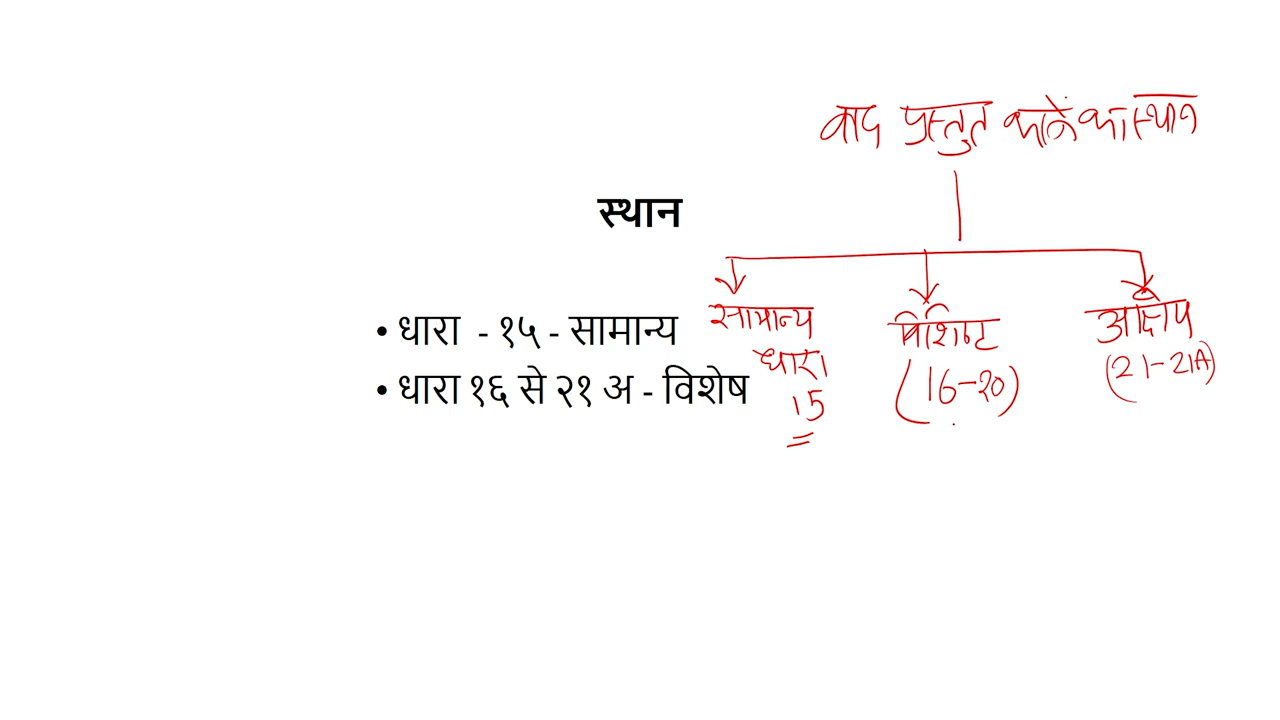 वाद प्रस्तुत करने का स्थान
स्थान
• धारा - १५ - सामान्य
• धारा १६ से २१ अ - विशेष
सामान्य
धारा
15
विशिष्ट
(16-20)
आक्षेप
(21-21A)